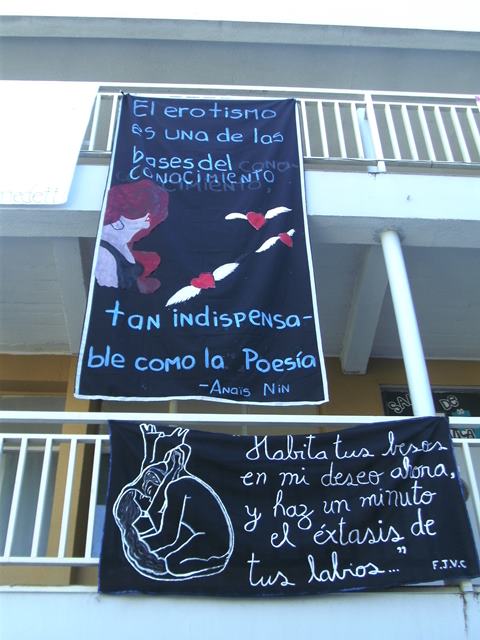 El erotismo
es una de las
bases del
conocimiento
tan indispensa-
ble como la Poesía
-Anaïs Nin
Habita tus besos
en mi deseo ahora,
y haz un minuto
el éxtasis de
tus labios..."
F.J.V.C